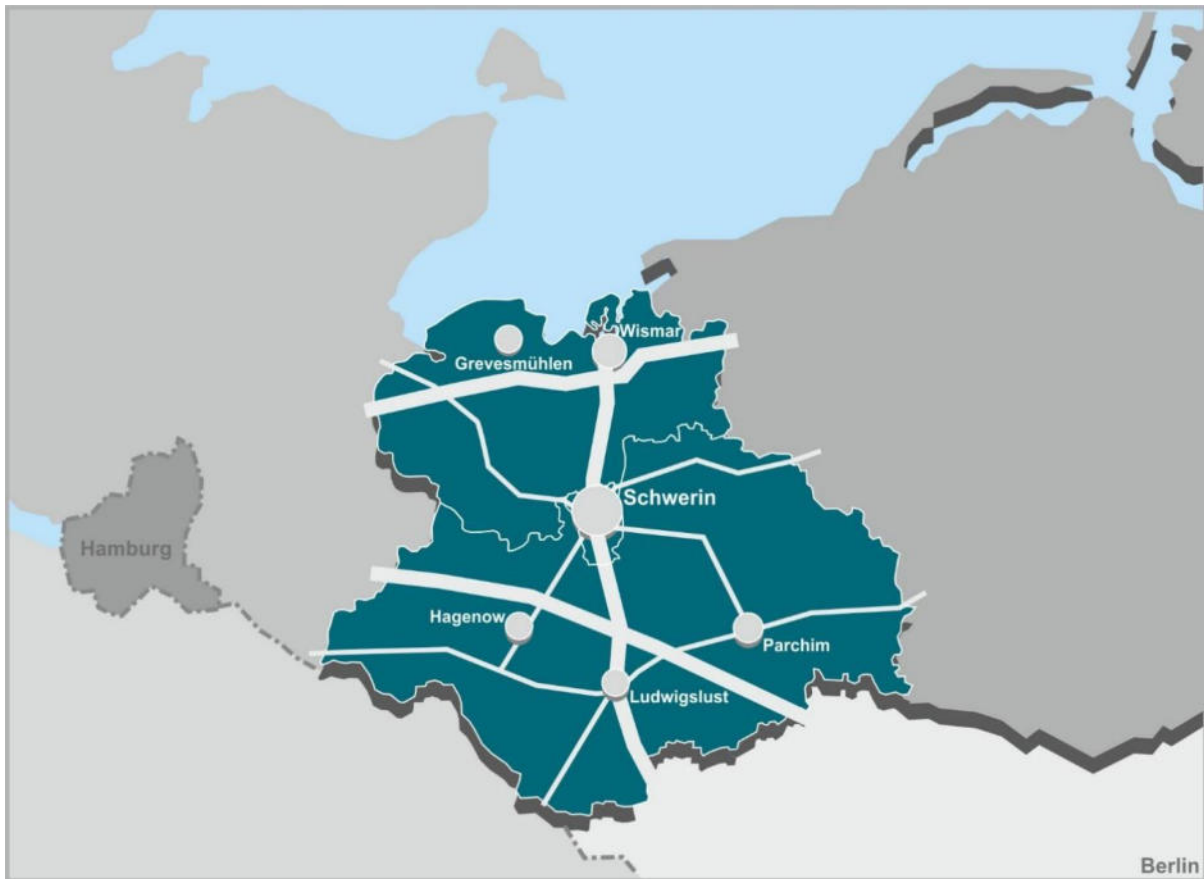 Wismar
Grevesmühlen
Schwerin
Hamburg
Hagenow
Parchim
Ludwigslust
Berlin